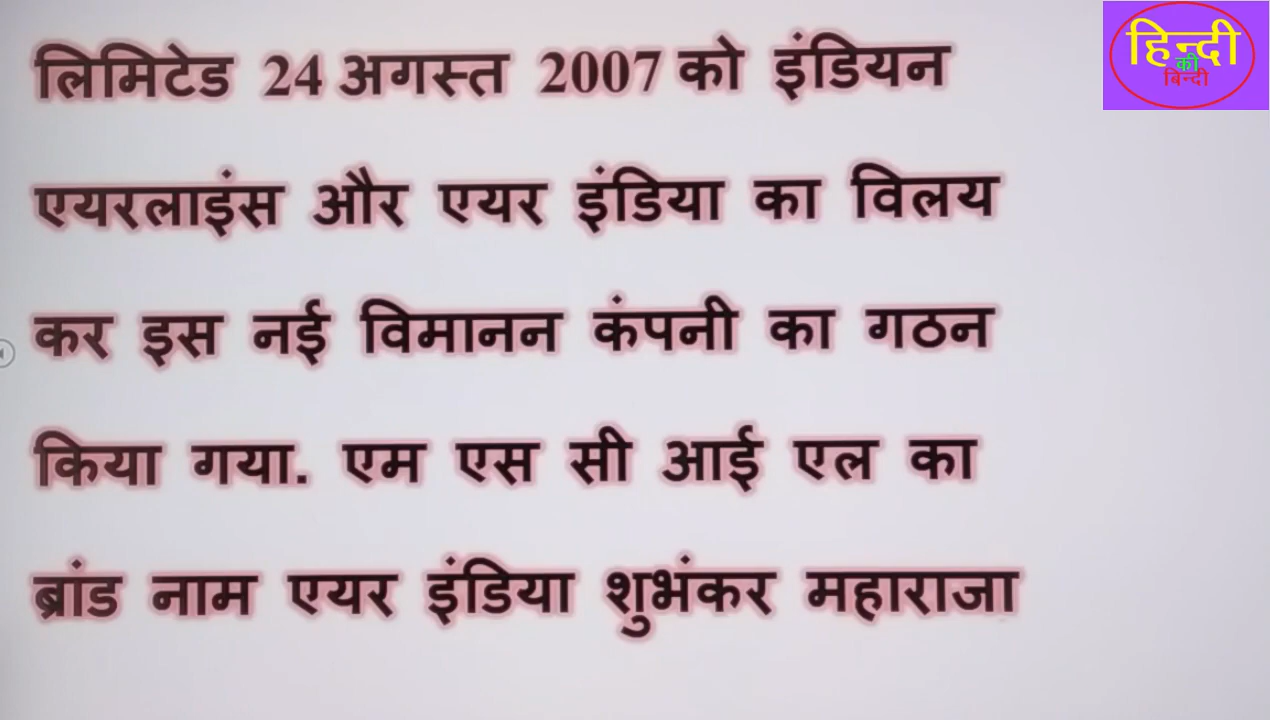 लिमिटेड 24 अगस्त 2007 को इंडियन
एयरलाइंस और एयर इंडिया का विलय
कर इस नई विमानन कंपनी का गठन
किया गया. एम एस सी आई एल का
ब्रांड नाम एयर इंडिया शुभंकर महाराजा
हिन्दी
की
बिन्दी